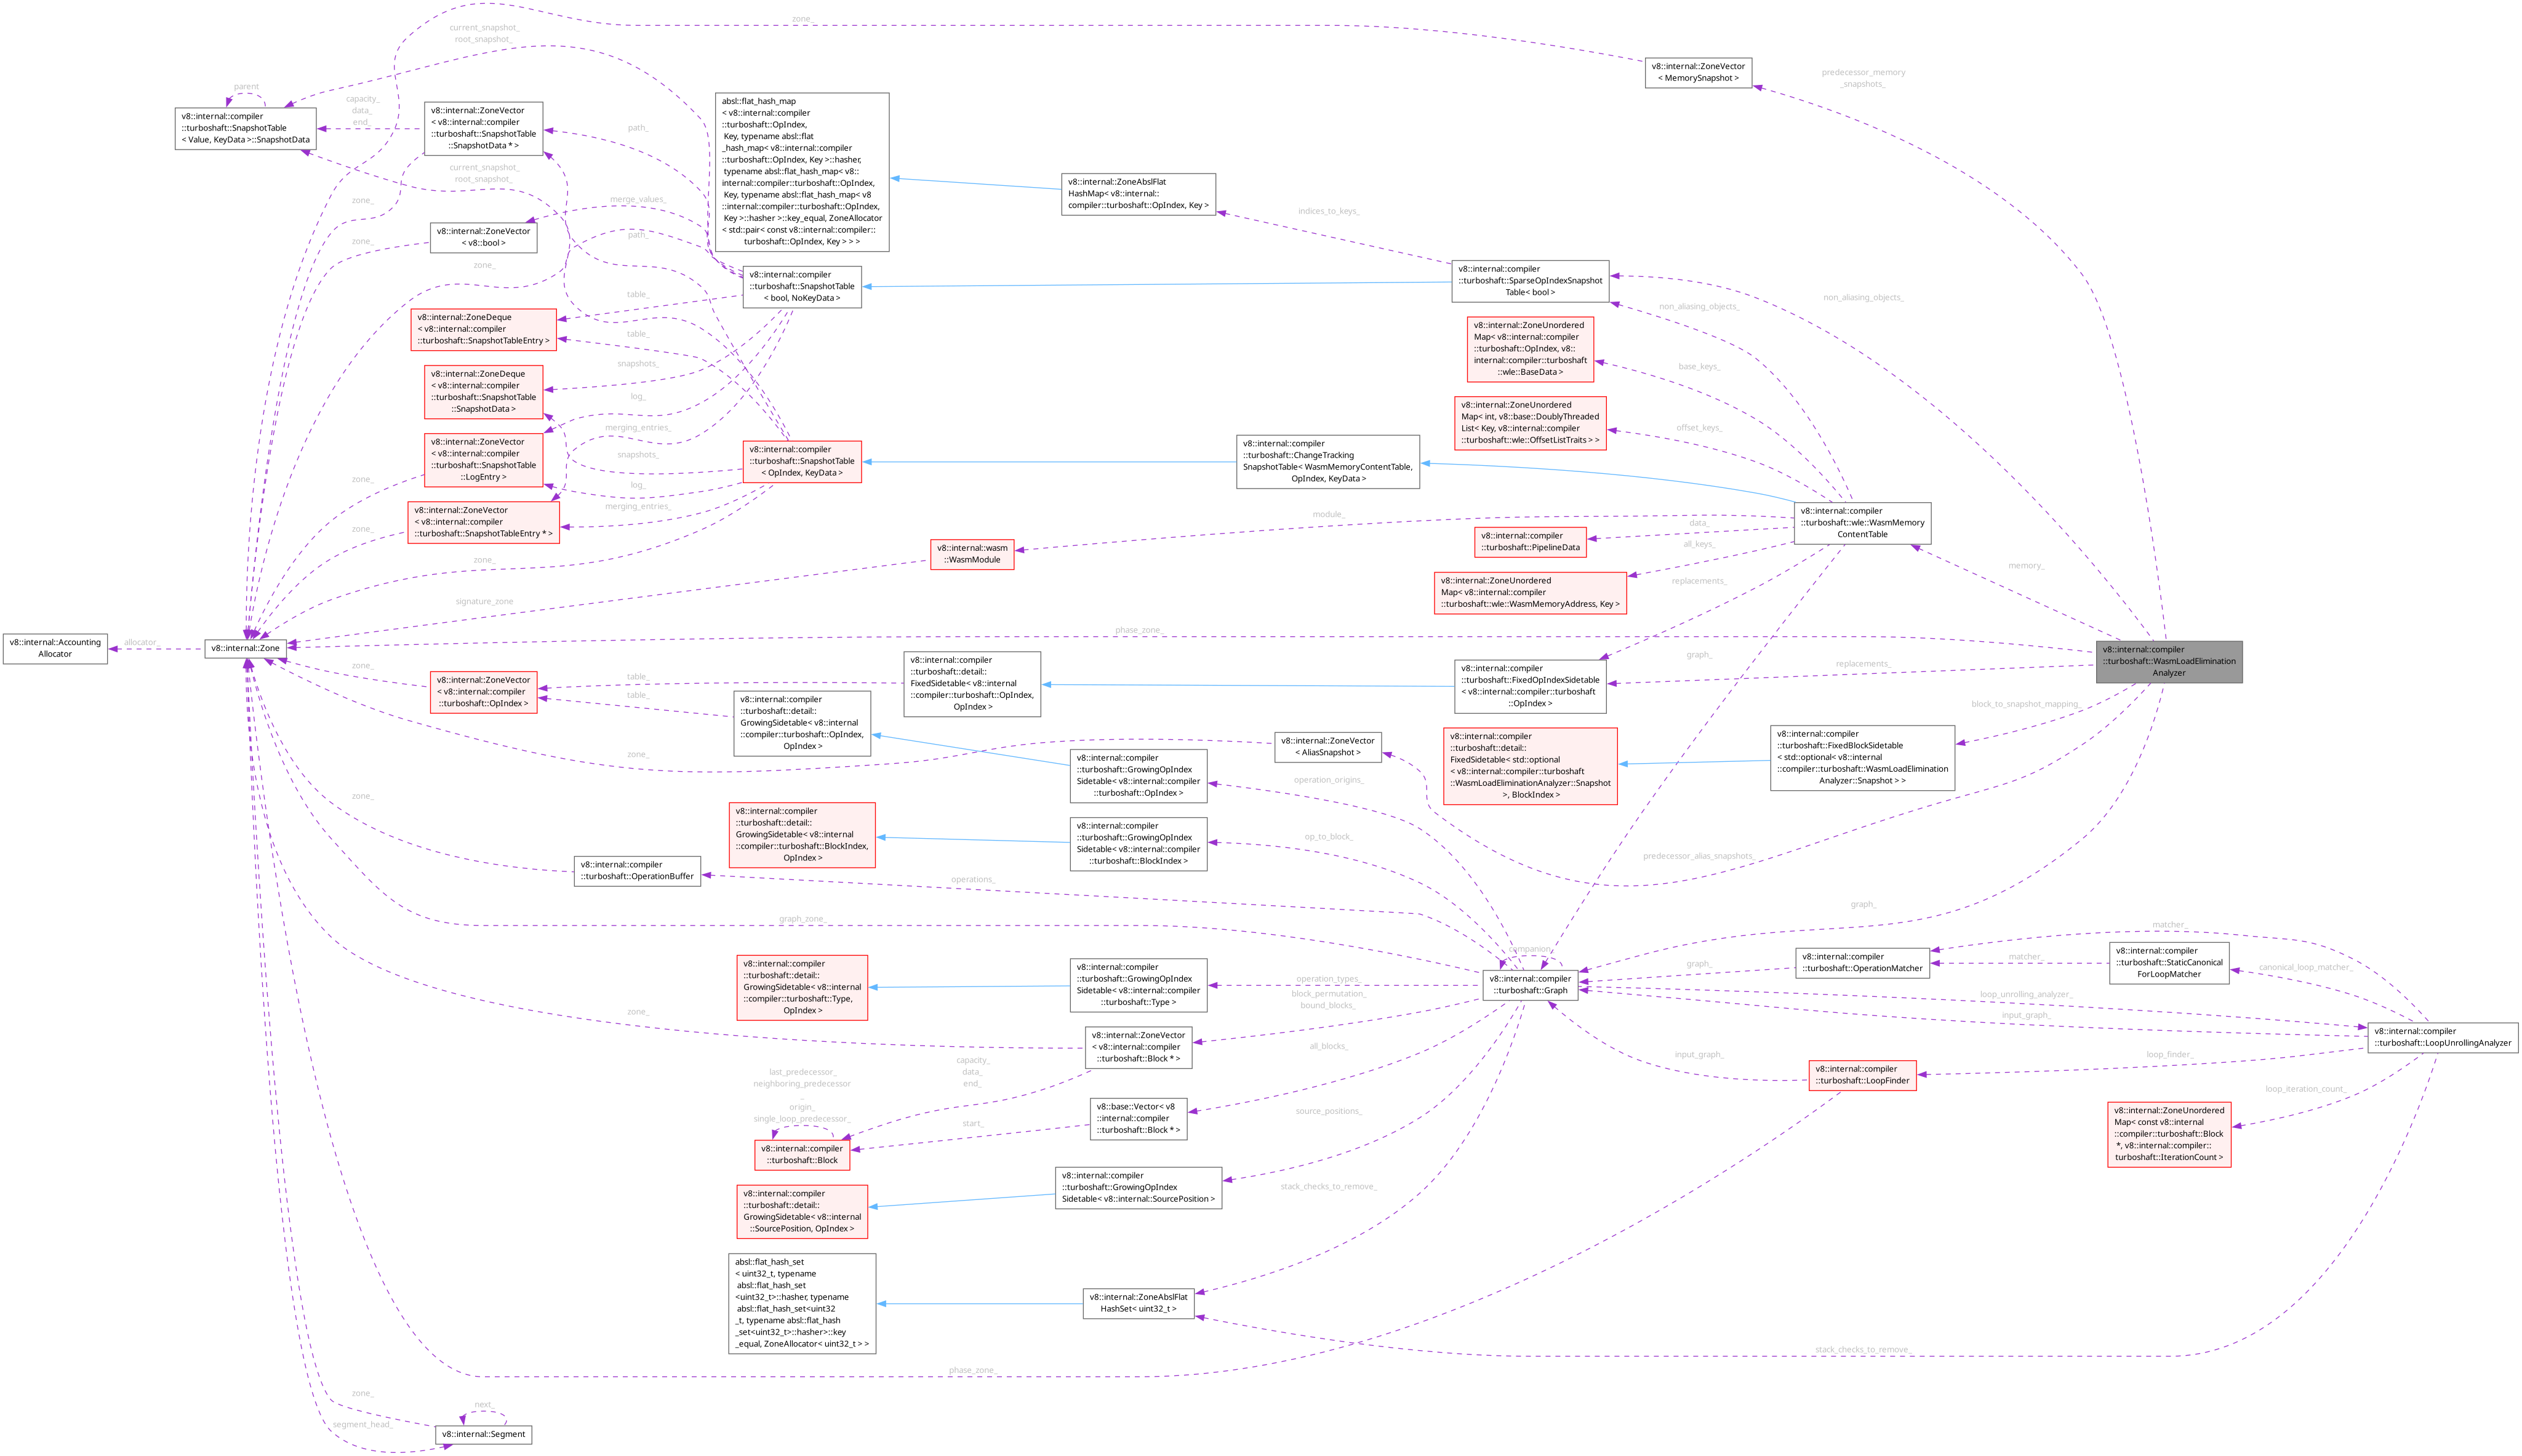 zone_
current_snapshot_
root_snapshot_
predecessor_memory
_snapshots_
v8::internal::ZoneVector
< MemorySnapshot >
parent
capacity_
data_
end_
v8::internal::compiler
::turboshaft::SnapshotTable
< Value, KeyData >::SnapshotData
v8::internal::ZoneVector
< v8::internal::compiler
::turboshaft::SnapshotTable
::SnapshotData * >
absl::flat_hash_map
< v8::internal::compiler
::turboshaft::OpIndex,
Key, typename absl::flat
_hash_map< v8::internal::compiler
::turboshaft::OpIndex, Key >::hasher,
typename absl::flat_hash_map< v8::
internal::compiler::turboshaft::OpIndex,
Key, typename absl::flat_hash_map< v8
::internal::compiler::turboshaft::OpIndex,
Key >::hasher >::key_equal, ZoneAllocator
< std::pair< const v8::internal::compiler::
turboshaft::OpIndex, Key > > >
path_
current_snapshot_
root_snapshot_
v8::internal::ZoneAbslFlat
HashMap< v8::internal::
compiler::turboshaft::OpIndex, Key >
zone_
merge_values_
indices_to_keys_
v8::internal::ZoneVector
< v8::bool >
zone_
path_
zone_
v8::internal::compiler
::turboshaft::SnapshotTable
< bool, NoKeyData >
v8::internal::compiler
::turboshaft::SparseOpIndexSnapshot
Table< bool >
non_aliasing_objects_
non_aliasing_objects_
table_
v8::internal::ZoneDeque
< v8::internal::compiler
::turboshaft::SnapshotTableEntry >
table_
v8::internal::ZoneUnordered
Map< v8::internal::compiler
::turboshaft::OpIndex, v8::
internal::compiler::turboshaft
::wle::BaseData >
base_keys_
snapshots_
v8::internal::ZoneDeque
< v8::internal::compiler
::turboshaft::SnapshotTable
::SnapshotData >
log_
v8::internal::ZoneUnordered
Map< int, v8::base::DoublyThreaded
List< Key, v8::internal::compiler
::turboshaft::wle::OffsetListTraits > >
offset_keys_
merging_entries_
v8::internal::ZoneVector
< v8::internal::compiler
::turboshaft::SnapshotTable
::LogEntry >
snapshots_
v8::internal::compiler
::turboshaft::SnapshotTable
< OpIndex, KeyData >
v8::internal::compiler
::turboshaft::ChangeTracking
SnapshotTable< WasmMemoryContentTable,
OpIndex, KeyData >
zone_
log_
merging_entries_
v8::internal::ZoneVector
< v8::internal::compiler
::turboshaft::SnapshotTableEntry * >
zone_
module_
v8::internal::compiler
::turboshaft::wle::WasmMemory
ContentTable
data_
v8::internal::compiler
::turboshaft::PipelineData
all_keys_
v8::internal::wasm
::WasmModule
zone_
memory_
v8::internal::ZoneUnordered
Map< v8::internal::compiler
::turboshaft::wle::WasmMemoryAddress, Key >
replacements_
signature_zone
phase_zone_
v8::internal::Accounting
Allocator
allocator_
v8::internal::Zone
graph_
v8::internal::compiler
::turboshaft::WasmLoadElimination
Analyzer
zone_
v8::internal::ZoneVector
< v8::internal::compiler
::turboshaft::OpIndex >
table_
table_
v8::internal::compiler
::turboshaft::detail::
FixedSidetable< v8::internal
::compiler::turboshaft::OpIndex,
OpIndex >
v8::internal::compiler
::turboshaft::FixedOpIndexSidetable
< v8::internal::compiler::turboshaft
::OpIndex >
replacements_
v8::internal::compiler
::turboshaft::detail::
GrowingSidetable< v8::internal
::compiler::turboshaft::OpIndex,
OpIndex >
block_to_snapshot_mapping_
zone_
v8::internal::ZoneVector
< AliasSnapshot >
v8::internal::compiler
::turboshaft::detail::
FixedSidetable< std::optional
< v8::internal::compiler::turboshaft
::WasmLoadEliminationAnalyzer::Snapshot
>, BlockIndex >
v8::internal::compiler
::turboshaft::FixedBlockSidetable
< std::optional< v8::internal
::compiler::turboshaft::WasmLoadElimination
Analyzer::Snapshot > >
v8::internal::compiler
::turboshaft::GrowingOpIndex
Sidetable< v8::internal::compiler
::turboshaft::OpIndex >
operation_origins_
zone_
v8::internal::compiler
::turboshaft::detail::
GrowingSidetable< v8::internal
::compiler::turboshaft::BlockIndex,
OpIndex >
v8::internal::compiler
::turboshaft::GrowingOpIndex
Sidetable< v8::internal::compiler
::turboshaft::BlockIndex >
op_to_block_
predecessor_alias_snapshots_
v8::internal::compiler
::turboshaft::OperationBuffer
operations_
graph_
graph_zone_
companion_
matcher_
v8::internal::compiler
::turboshaft::detail::
GrowingSidetable< v8::internal
::compiler::turboshaft::Type,
OpIndex >
v8::internal::compiler
::turboshaft::GrowingOpIndex
Sidetable< v8::internal::compiler
::turboshaft::Type >
operation_types_
v8::internal::compiler
::turboshaft::Graph
graph_
v8::internal::compiler
::turboshaft::OperationMatcher
matcher_
v8::internal::compiler
::turboshaft::StaticCanonical
ForLoopMatcher
canonical_loop_matcher_
block_permutation_
bound_blocks_
loop_unrolling_analyzer_
input_graph_
zone_
v8::internal::ZoneVector
< v8::internal::compiler
::turboshaft::Block * >
all_blocks_
v8::internal::compiler
::turboshaft::LoopUnrollingAnalyzer
capacity_
data_
end_
input_graph_
v8::internal::compiler
::turboshaft::LoopFinder
loop_finder_
last_predecessor_
neighboring_predecessor
_
origin_
single_loop_predecessor_
v8::base::Vector< v8
::internal::compiler
::turboshaft::Block * >
start_
source_positions_
loop_iteration_count_
v8::internal::compiler
::turboshaft::Block
v8::internal::ZoneUnordered
Map< const v8::internal
::compiler::turboshaft::Block
*, v8::internal::compiler::
turboshaft::IterationCount >
v8::internal::compiler
::turboshaft::detail::
GrowingSidetable< v8::internal
::SourcePosition, OpIndex >
v8::internal::compiler
::turboshaft::GrowingOpIndex
Sidetable< v8::internal::SourcePosition >
stack_checks_to_remove_
absl::flat_hash_set
< uint32_t, typename
absl::flat_hash_set
<uint32_t>::hasher, typename
absl::flat_hash_set<uint32
_t, typename absl::flat_hash
_set<uint32_t>::hasher>::key
_equal, ZoneAllocator< uint32_t > >
v8::internal::ZoneAbslFlat
HashSet< uint32_t >
stack_checks_to_remove_
phase_zone_
zone_
next_
segment_head_
v8::internal::Segment